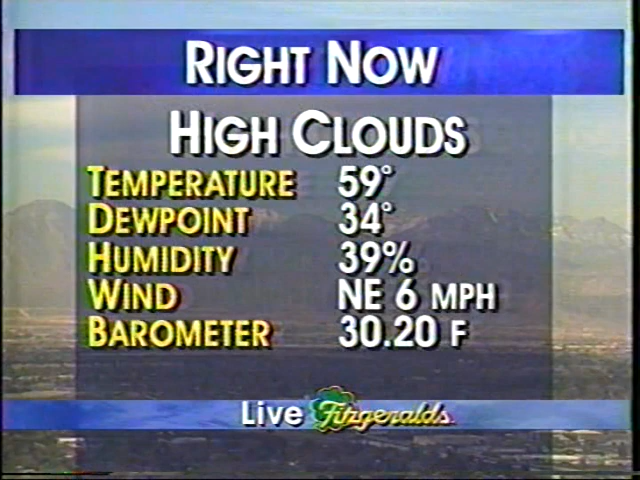 RIGHT NOW
HIGH CLOUDS
TEMPERATURE 59°
DEWPOINT 34°
HUMIDITY 39%
WIND NE 6 MPH
BAROMETER 30.20 F
Live Fitzgeralds